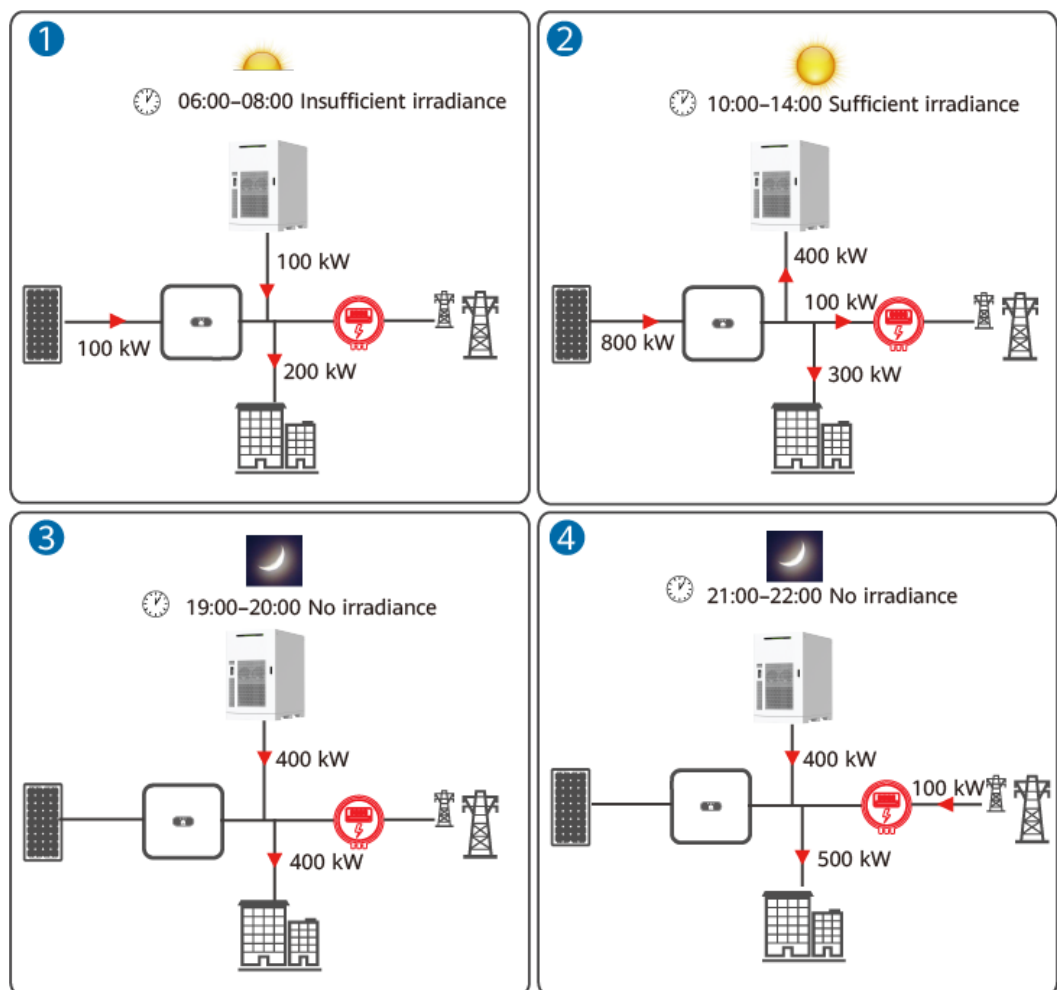 1
06:00–08:00 Insufficient irradiance
100 kW
100 kW
200 kW
2
10:00–14:00 Sufficient irradiance
400 kW
100 kW
800 kW
300 kW
3
19:00–20:00 No irradiance
400 kW
400 kW
4
21:00–22:00 No irradiance
400 kW
100 kW
500 kW